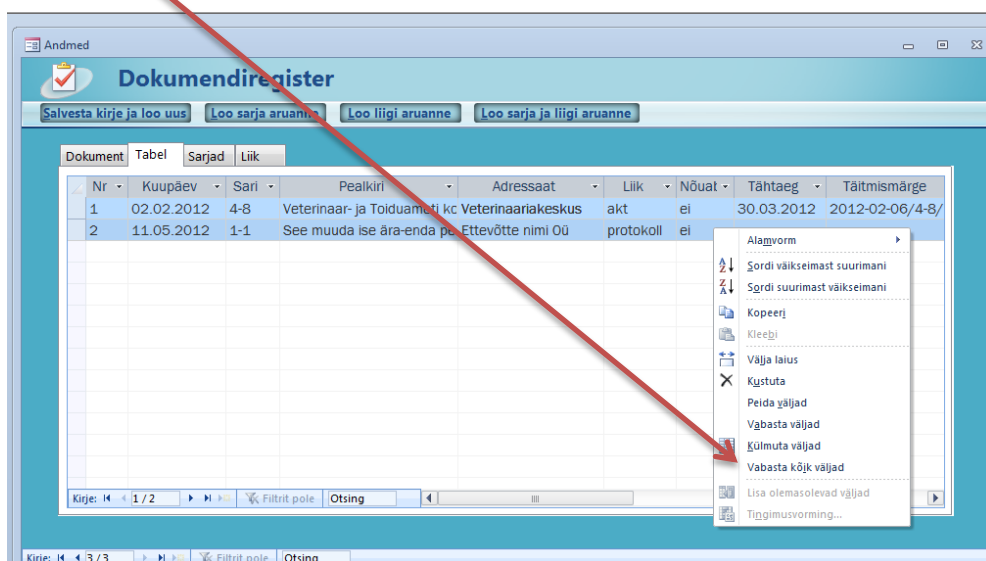 Andmed
Dokumendiregister
Salvesta kirje ja loo uus Loo sarja aruanne Loo liigi aruanne Loo sarja ja liigi aruanne
Dokument Tabel Sarjad Liik
Nr Kuupäev Sari Pealkiri Adressaat Liik Nõuat Tähtaeg Täitmismärge
1 02.02.2012 4-8 Veterinaar- ja Toiduameti kc Veterinaariakeskus akt ei 30.03.2012 2012-02-06/4-8/
2 11.05.2012 1-1 See muuda ise ära-enda pe Ettevõtte nimi OÜ protokoll ei
Alamvorm
Sordi väikseimast suurimani
Sordi suurimast väikseimani
Kopeeri
Kleebi
Välja laius
Kustuta
Peida väljad
Vabasta väljad
Külmuta väljad
Vabasta kõik väljad
Lisa olemasolevad väljad
Tingimusvorming...
Kirje: 1 / 2 Filtrit pole Otsing
Kirje: 3 / 3 Filtrit pole Otsing